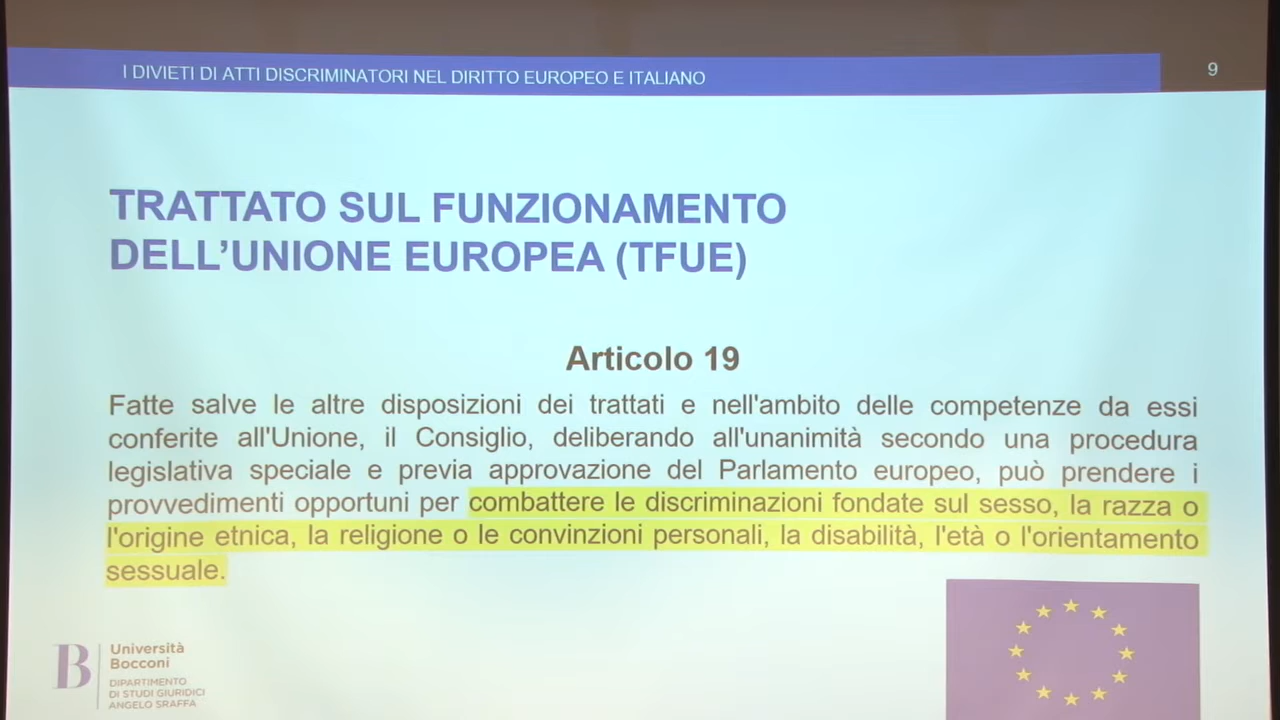 I DIVIETI DI ATTI DISCRIMINATORI NEL DIRITTO EUROPEO E ITALIANO
9
TRATTATO SUL FUNZIONAMENTO
DELL’UNIONE EUROPEA (TFUE)
Articolo 19
Fatte salve le altre disposizioni dei trattati e nell'ambito delle competenze da essi
conferite all'Unione, il Consiglio, deliberando all'unanimità secondo una procedura
legislativa speciale e previa approvazione del Parlamento europeo, può prendere i
provvedimenti opportuni per combattere le discriminazioni fondate sul sesso, la razza o
l'origine etnica, la religione o le convinzioni personali, la disabilità, l'età o l'orientamento
sessuale.
B
Università
Bocconi
DIPARTIMENTO
DI STUDI GIURIDICI
ANGELO SRAFFA